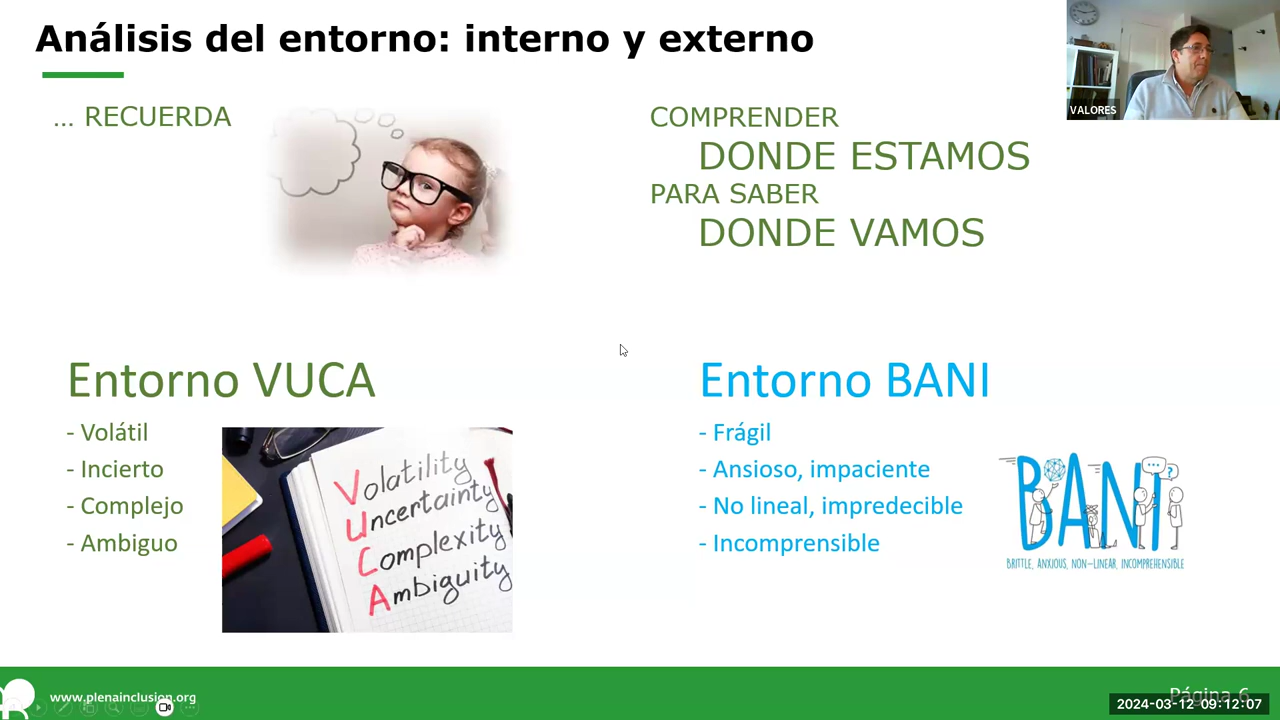 Análisis del entorno: interno y externo
VALORES
... RECUERDA
COMPRENDER
DONDE ESTAMOS
PARA SABER
DONDE VAMOS
Entorno VUCA
- Volátil
- Incierto
- Complejo
- Ambiguo
Volatility
Uncertainty
Complexity
Ambiguity
Entorno BANI
- Frágil
- Ansioso, impaciente
- No lineal, impredecible
- Incomprensible
BANI
...
?
BRITTLE, ANXIOUS, NON-LINEAR, INCOMPREHENSIBLE
www.plenainclusion.org
Página 6
2024-03-12 09:12:07